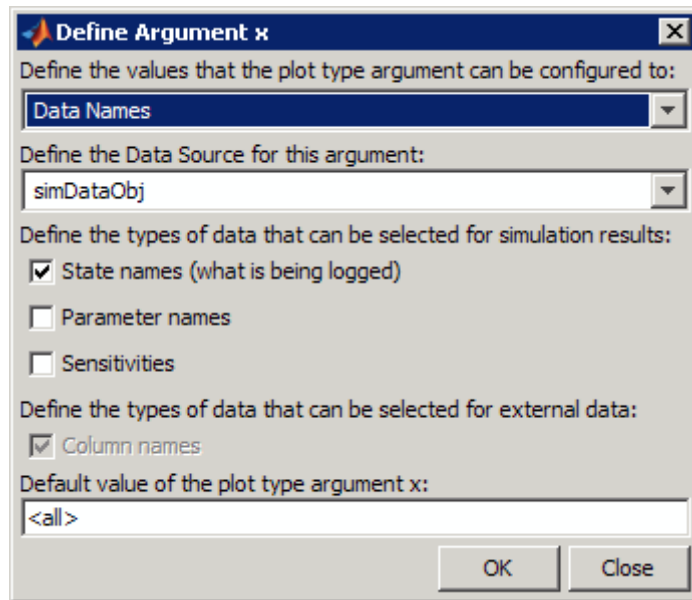 Define Argument x
Define the values that the plot type argument can be configured to:
Data Names
Define the Data Source for this argument:
simDataObj
Define the types of data that can be selected for simulation results:
State names (what is being logged)
Parameter names
Sensitivities
Define the types of data that can be selected for external data:
Column names
Default value of the plot type argument x:
<all>
OK Close